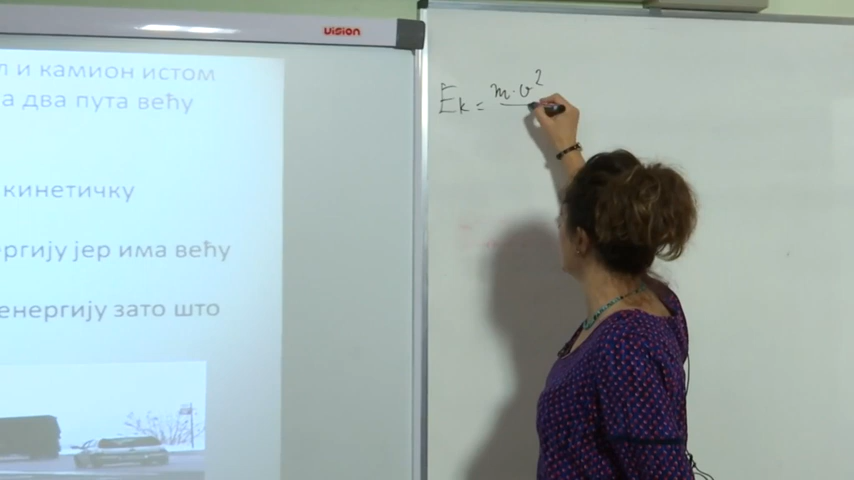 vision
л и камион истом
а два пута већу
кинетичку
ергију јер има већу
енергију зато што
Ek = m·v²